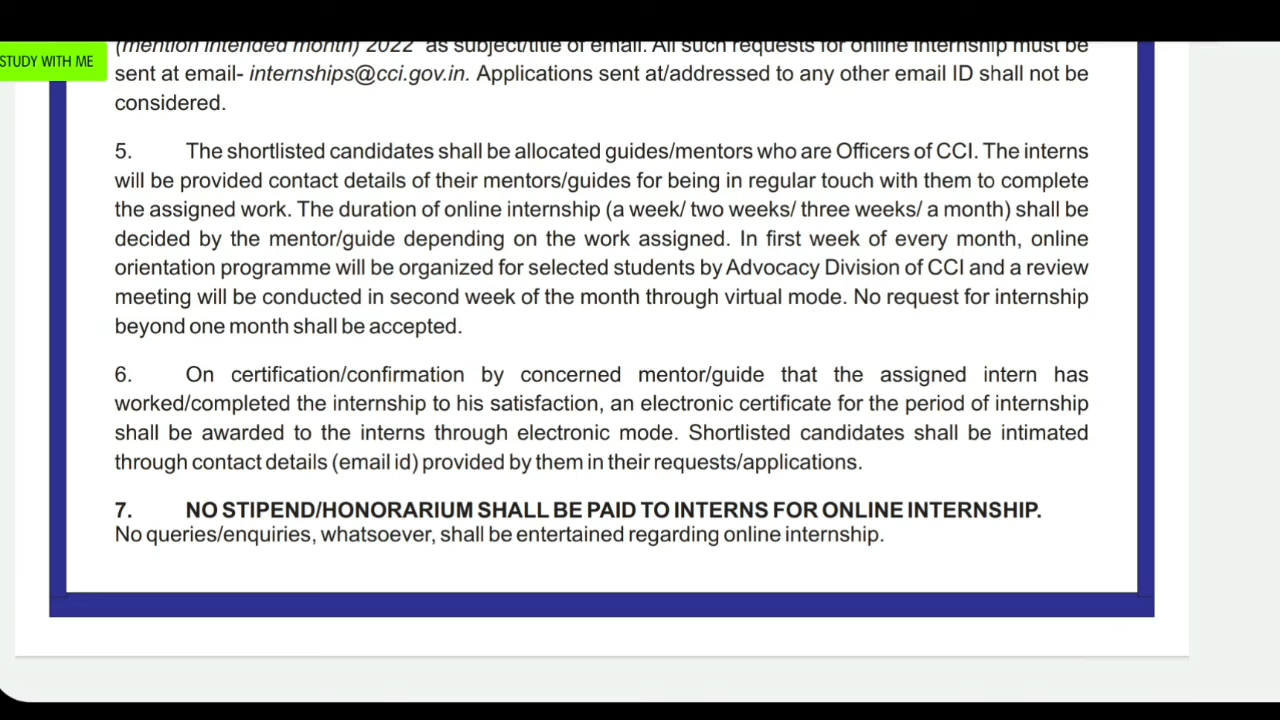 (mention intended month) 2022" as subject/title of email. All such requests for online internship must be
STUDY WITH ME
sent at email- internships@cci.gov.in. Applications sent at/addressed to any other email ID shall not be
considered.
5. The shortlisted candidates shall be allocated guides/mentors who are Officers of CCI. The interns
will be provided contact details of their mentors/guides for being in regular touch with them to complete
the assigned work. The duration of online internship (a week/ two weeks/ three weeks/ a month) shall be
decided by the mentor/guide depending on the work assigned. In first week of every month, online
orientation programme will be organized for selected students by Advocacy Division of CCI and a review
meeting will be conducted in second week of the month through virtual mode. No request for internship
beyond one month shall be accepted.
6. On certification/confirmation by concerned mentor/guide that the assigned intern has
worked/completed the internship to his satisfaction, an electronic certificate for the period of internship
shall be awarded to the interns through electronic mode. Shortlisted candidates shall be intimated
through contact details (email id) provided by them in their requests/applications.
7. NO STIPEND/HONORARIUM SHALL BE PAID TO INTERNS FOR ONLINE INTERNSHIP.
No queries/enquiries, whatsoever, shall be entertained regarding online internship.